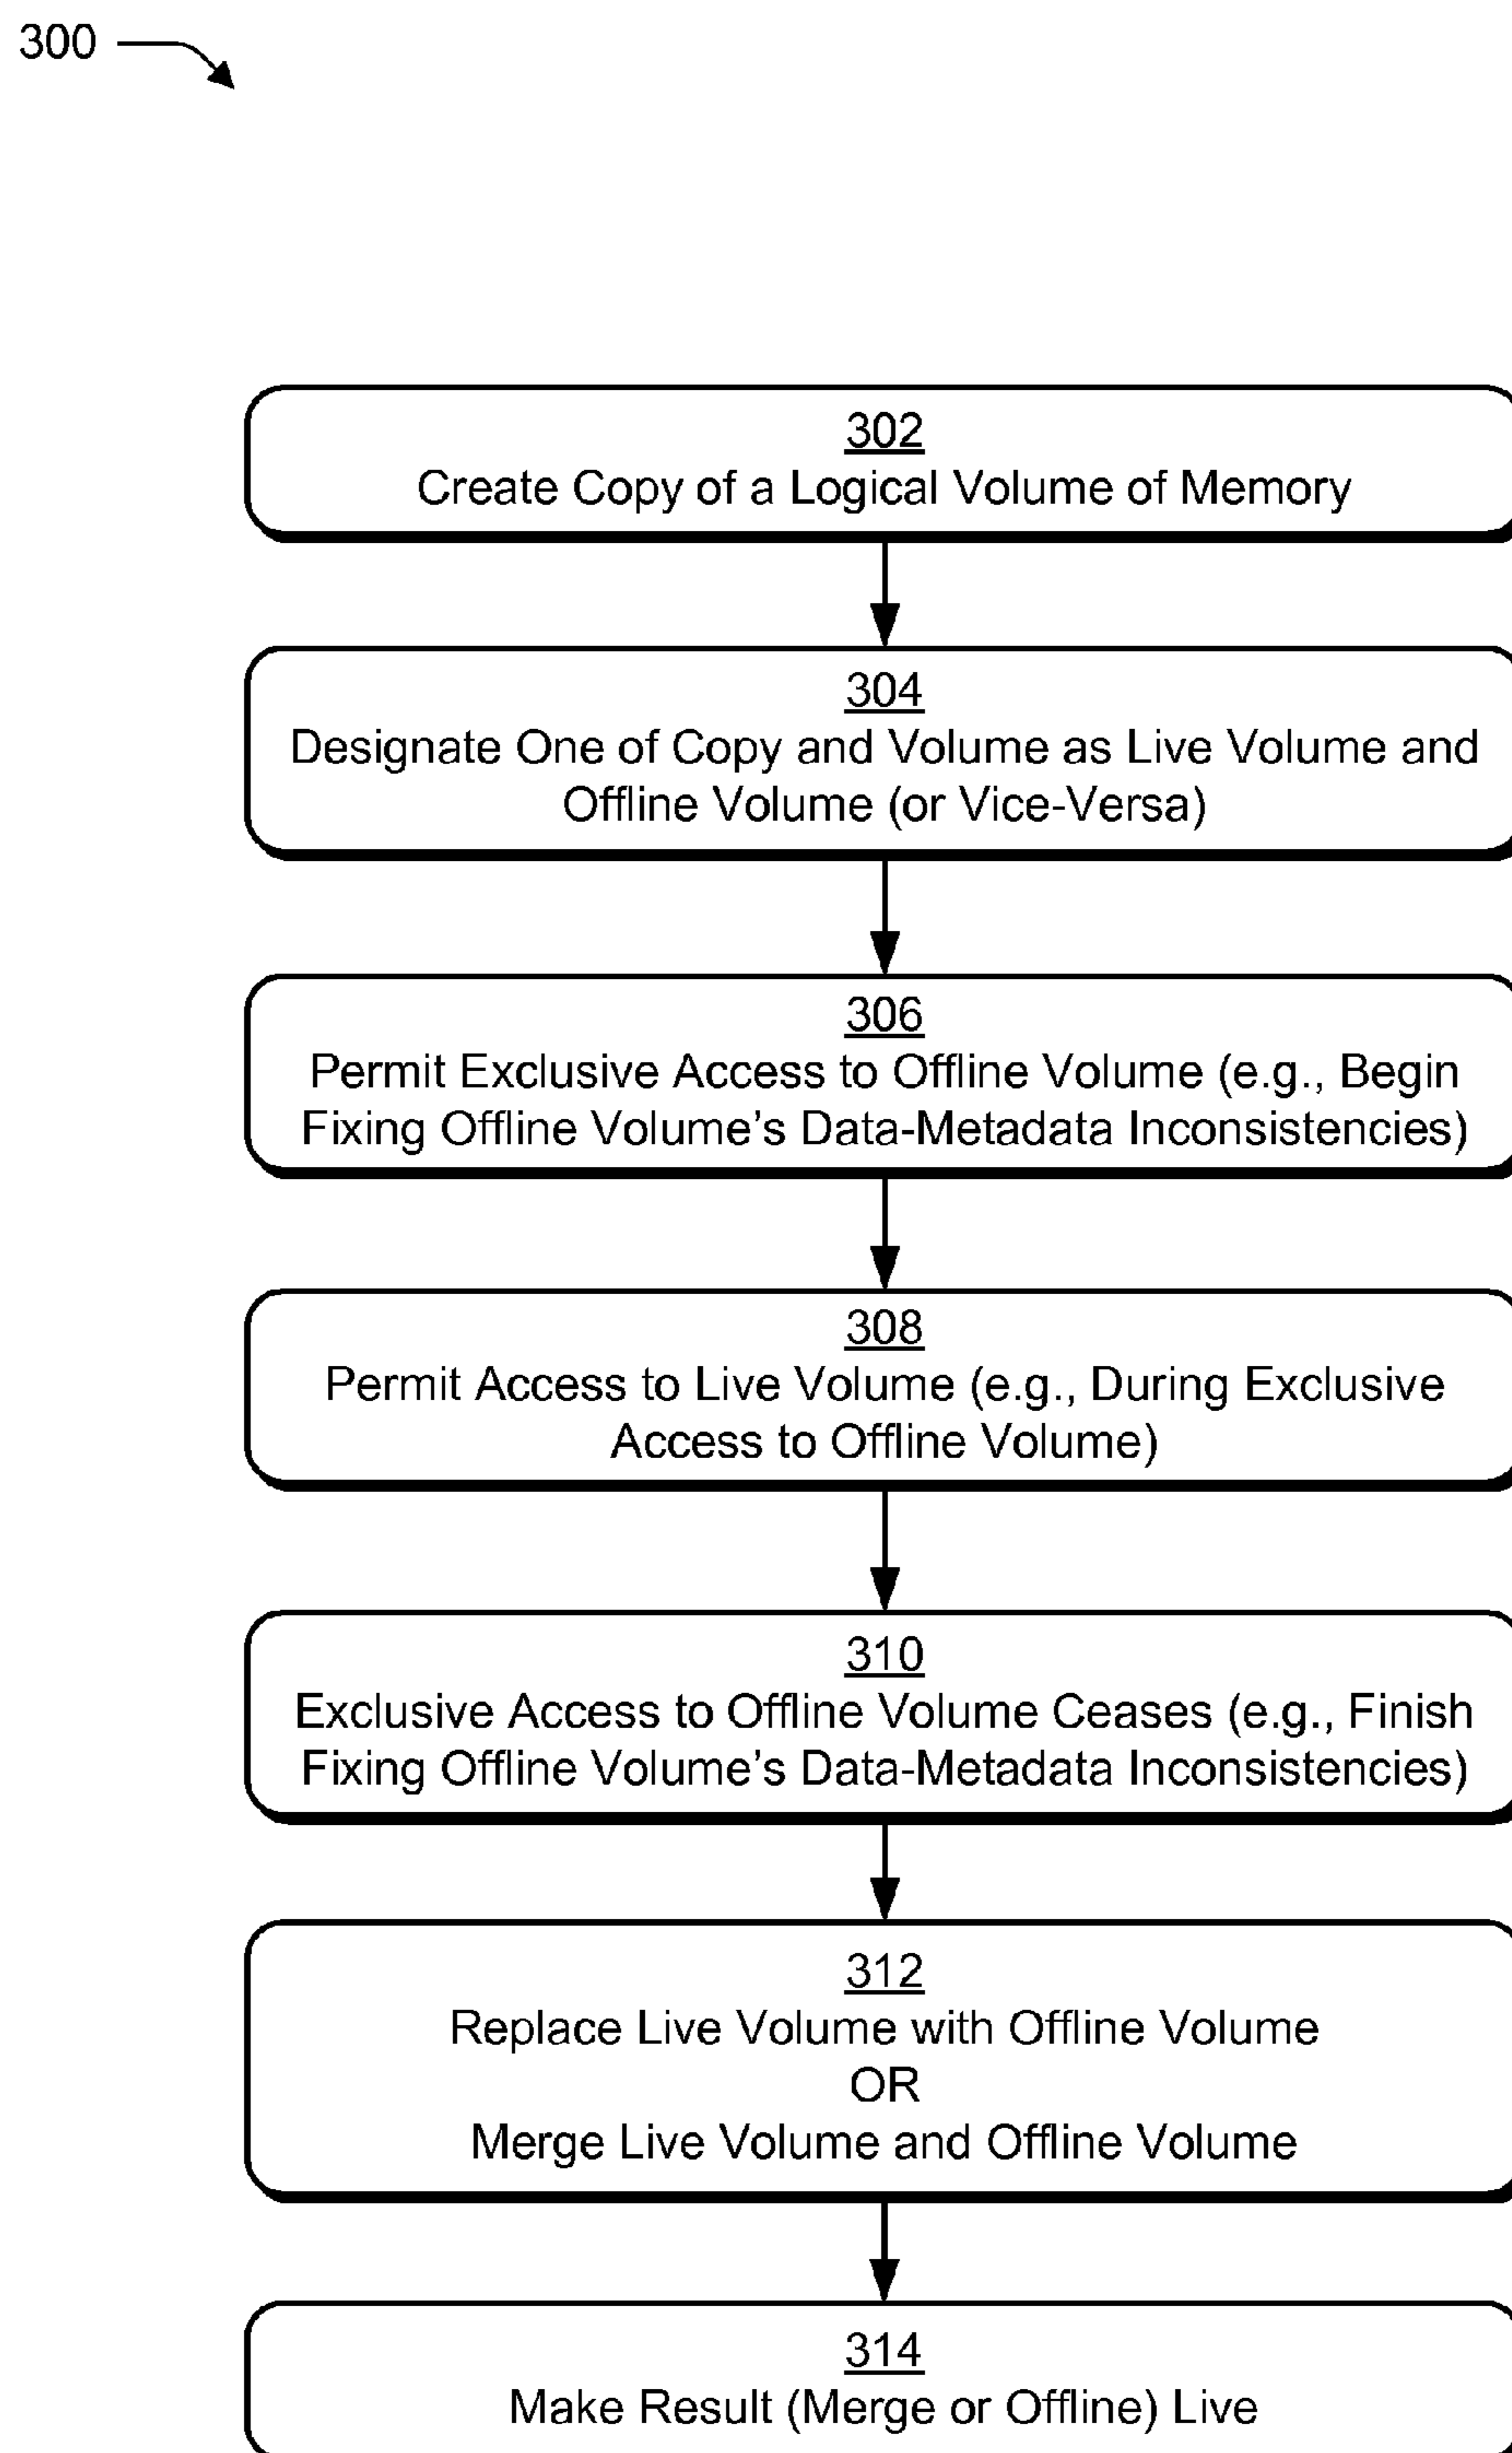 300
302
Create Copy of a Logical Volume of Memory
304
Designate One of Copy and Volume as Live Volume and
Offline Volume (or Vice-Versa)
306
Permit Exclusive Access to Offline Volume (e.g., Begin
Fixing Offline Volume's Data-Metadata Inconsistencies)
308
Permit Access to Live Volume (e.g., During Exclusive
Access to Offline Volume)
310
Exclusive Access to Offline Volume Ceases (e.g., Finish
Fixing Offline Volume's Data-Metadata Inconsistencies)
312
Replace Live Volume with Offline Volume
OR
Merge Live Volume and Offline Volume
314
Make Result (Merge or Offline) Live